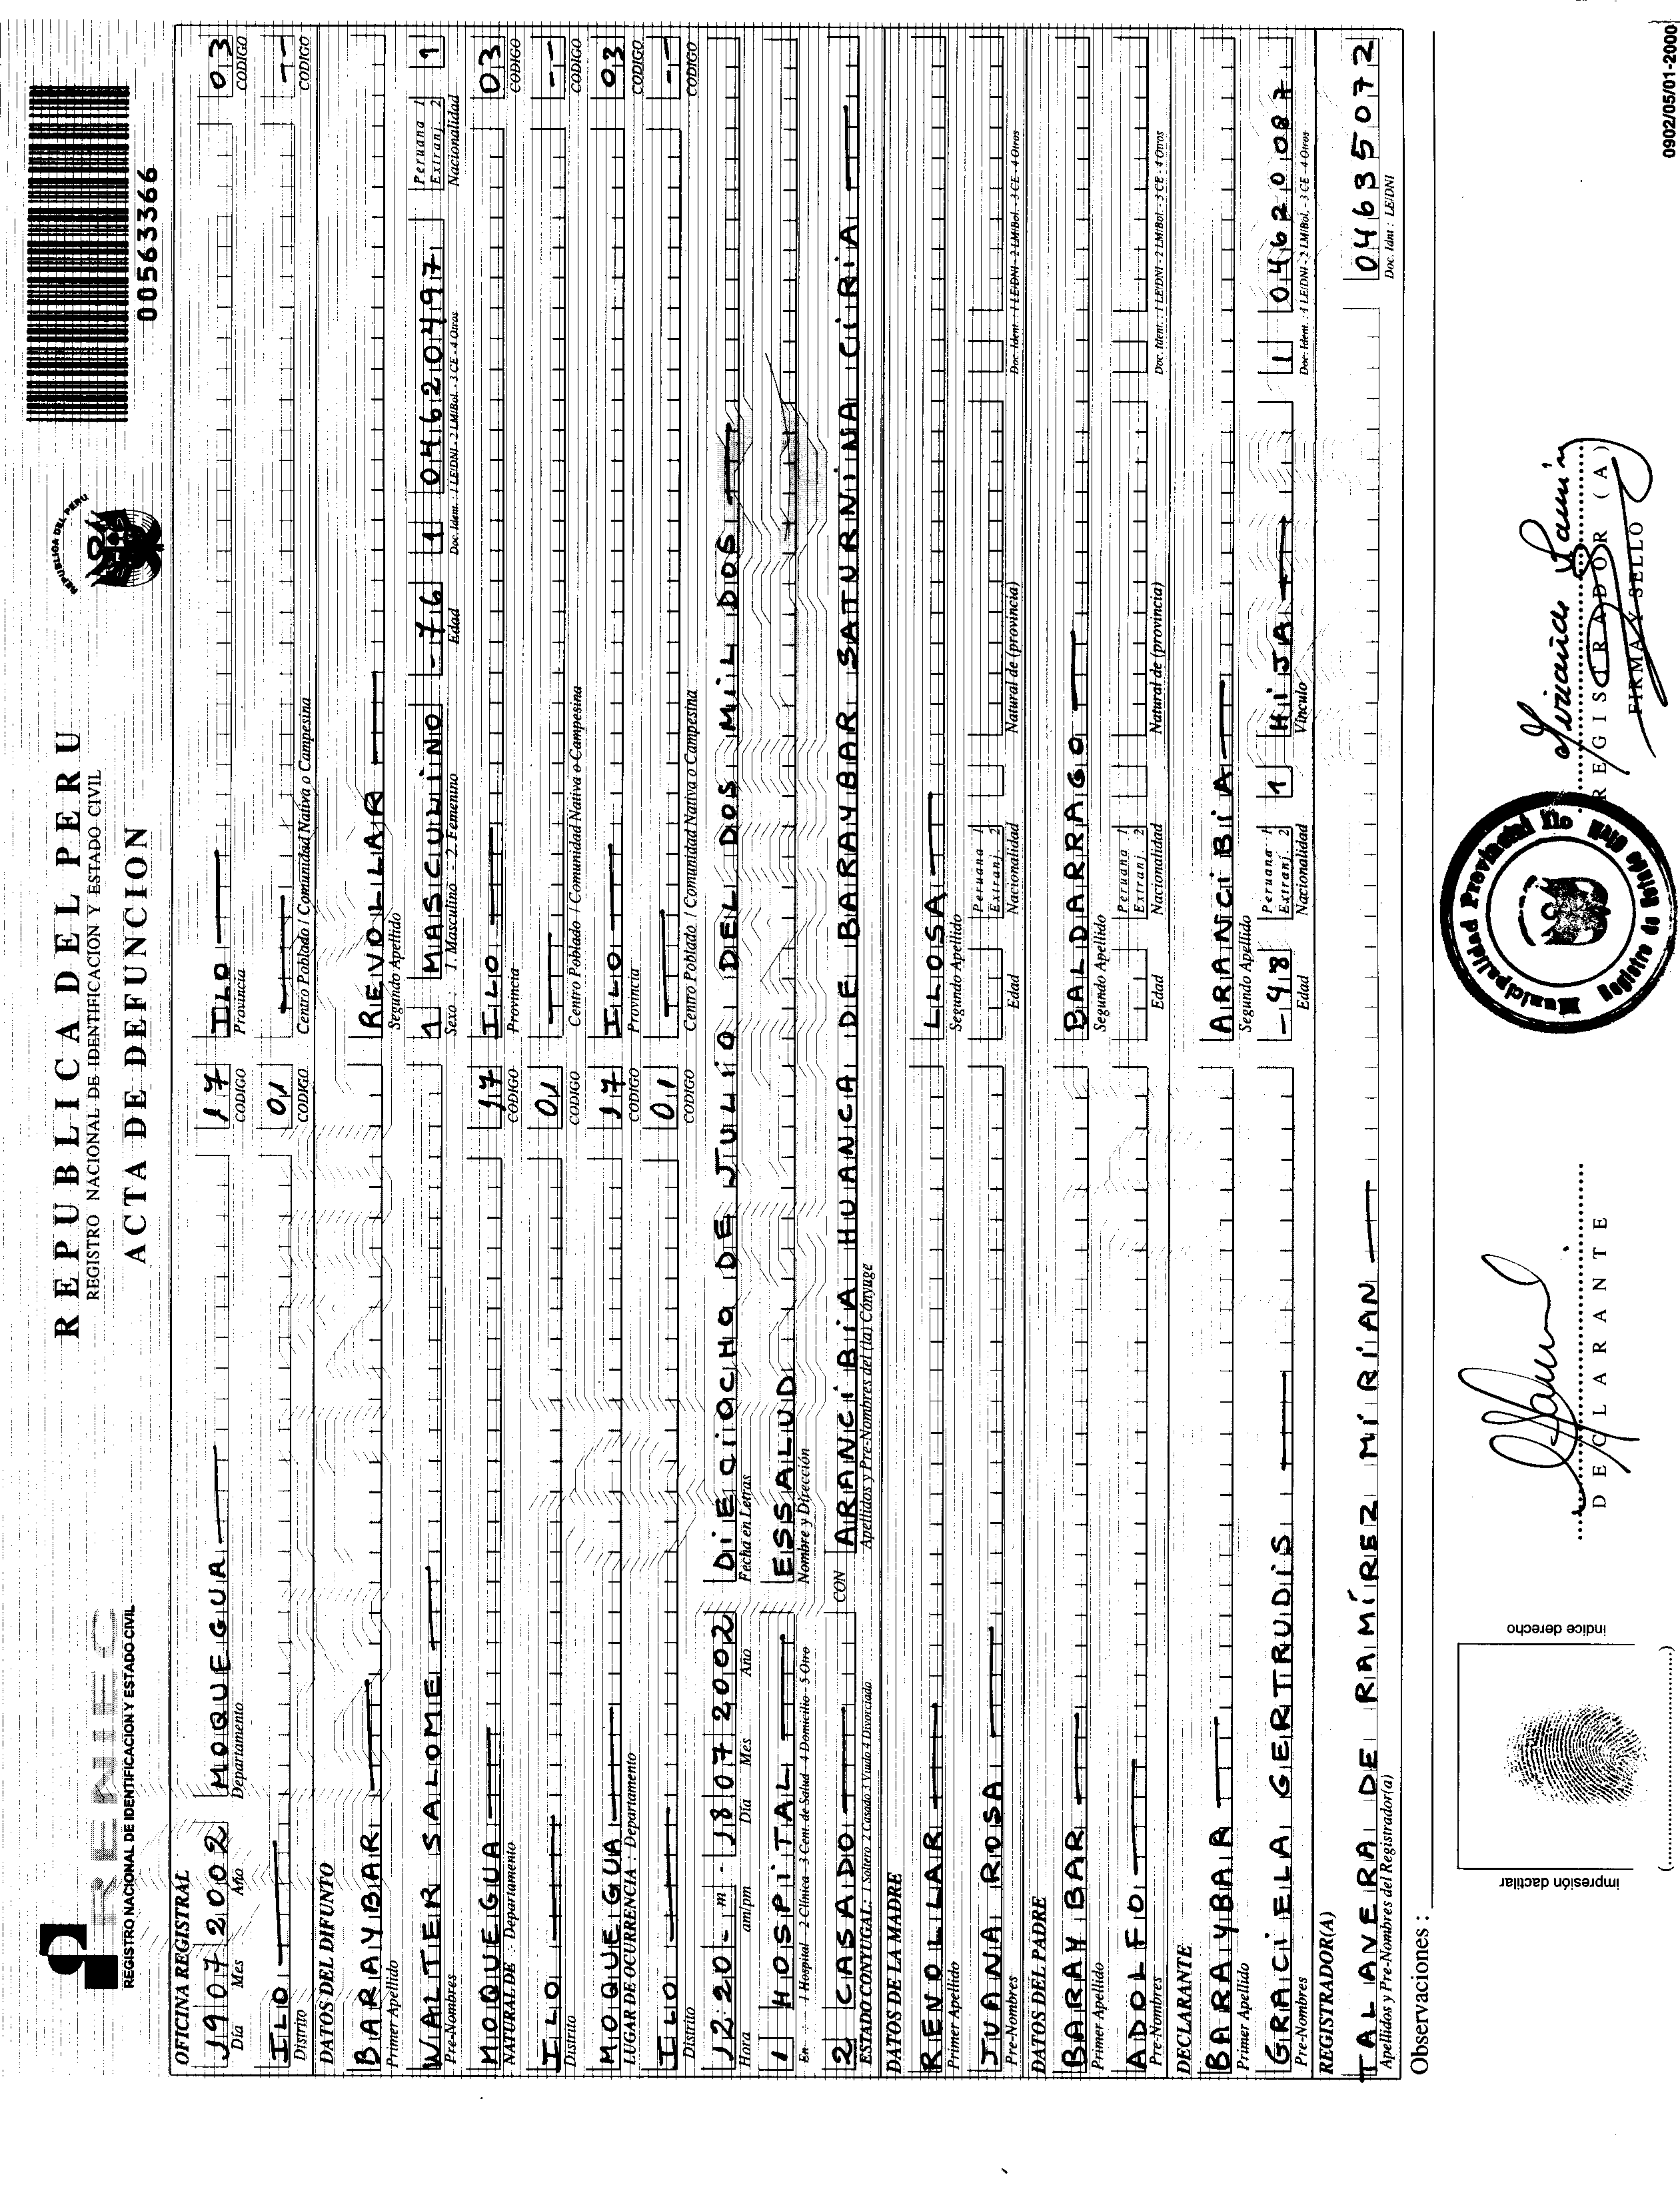 RENIEC
REGISTRO NACIONAL DE IDENTIFICACION Y ESTADO CIVIL
REPUBLICA DEL PERU
REGISTRO NACIONAL DE IDENTIFICACION Y ESTADO CIVIL
ACTA DE DEFUNCION
REPUBLICA DEL PERU
00563366
OFICINA REGISTRAL
19 07 2002 MOQUEGUA 17 ILO 03
Día Mes Año Departamento CODIGO Provincia CODIGO
ILO 01 --
Distrito CODIGO Centro Poblado / Comunidad Nativa o Campesina CODIGO
DATOS DEL DIFUNTO
BARAYBAR REVOLLAR
Primer Apellido Segundo Apellido
WALTER SALOME 1 MASCULINO -76 1 04620497 Peruana 1 Extranj. 2 1
Pre-Nombres Sexo : 1. Masculino - 2. Femenino Edad Doc. Ident. 1 LE/DNI - 2 LM/Bol. - 3 CE - 4 Otros Nacionalidad
MOQUEGUA 17 ILO 03
NATURAL DE : Departamento CODIGO Provincia CODIGO
ILO 01 --
Distrito CODIGO Centro Poblado / Comunidad Nativa o Campesina CODIGO
MOQUEGUA 17 ILO 03
LUGAR DE OCURRENCIA : Departamento CODIGO Provincia CODIGO
ILO 01 --
Distrito CODIGO Centro Poblado / Comunidad Nativa o Campesina CODIGO
12:20 - m. 18 07 2002 DIECIOCHO DE JULIO DEL DOS MIL DOS
Hora am/pm Día Mes Año Fecha en Letras
1 HOSPITAL ESSALUD
En : 1 Hospital - 2 Clínica - 3 Cent. de Salud - 4 Domicilio - 5 Otro Nombre y Dirección
2 CASADO CON ARANCIBIA HUANCA DE BARAYBAR SATURNINA CIRIA
ESTADO CONYUGAL: 1 Soltero 2 Casado 3 Viudo 4 Divorciado Apellidos y Pre-Nombres del (la) Cónyuge
DATOS DE LA MADRE
RENOLLAR LLOSA
Primer Apellido Segundo Apellido
JUANA ROSA Peruana 1 Extranj. 2
Pre-Nombres Edad Nacionalidad Natural de (provincia) Doc. Ident. : 1 LE/DNI - 2 LM/Bol. - 3 CE - 4 Otros
DATOS DEL PADRE
BARAYBAR BALDARRAGO
Primer Apellido Segundo Apellido
ADOLFO Peruana 1 Extranj. 2
Pre-Nombres Edad Nacionalidad Natural de (provincia) Doc. Ident. : 1 LE/DNI - 2 LM/Bol. - 3 CE - 4 Otros
DECLARANTE
BARAYBAR ARANCIBIA
Primer Apellido Segundo Apellido
GRACIELA GERTRUDIS -48 Peruana 1 Extranj. 2 1 HIJA 1 04620087
Pre-Nombres Edad Nacionalidad Vínculo Doc. Ident. : 1 LE/DNI - 2 LM/Bol. - 3 CE - 4 Otros
REGISTRADOR(A)
TALAVERA DE RAMÍREZ MIRIAN 04635072
Apellidos y Pre-Nombres del Registrador(a) Doc. Idnt : LE/DNI
Observaciones :
impresión dactilar
índice derecho
DECLARANTE
Municipalidad Provincial Ilo
Registro de Estado Civil
REGISTRADOR (A)
FIRMA Y SELLO
0902/05/01-2000